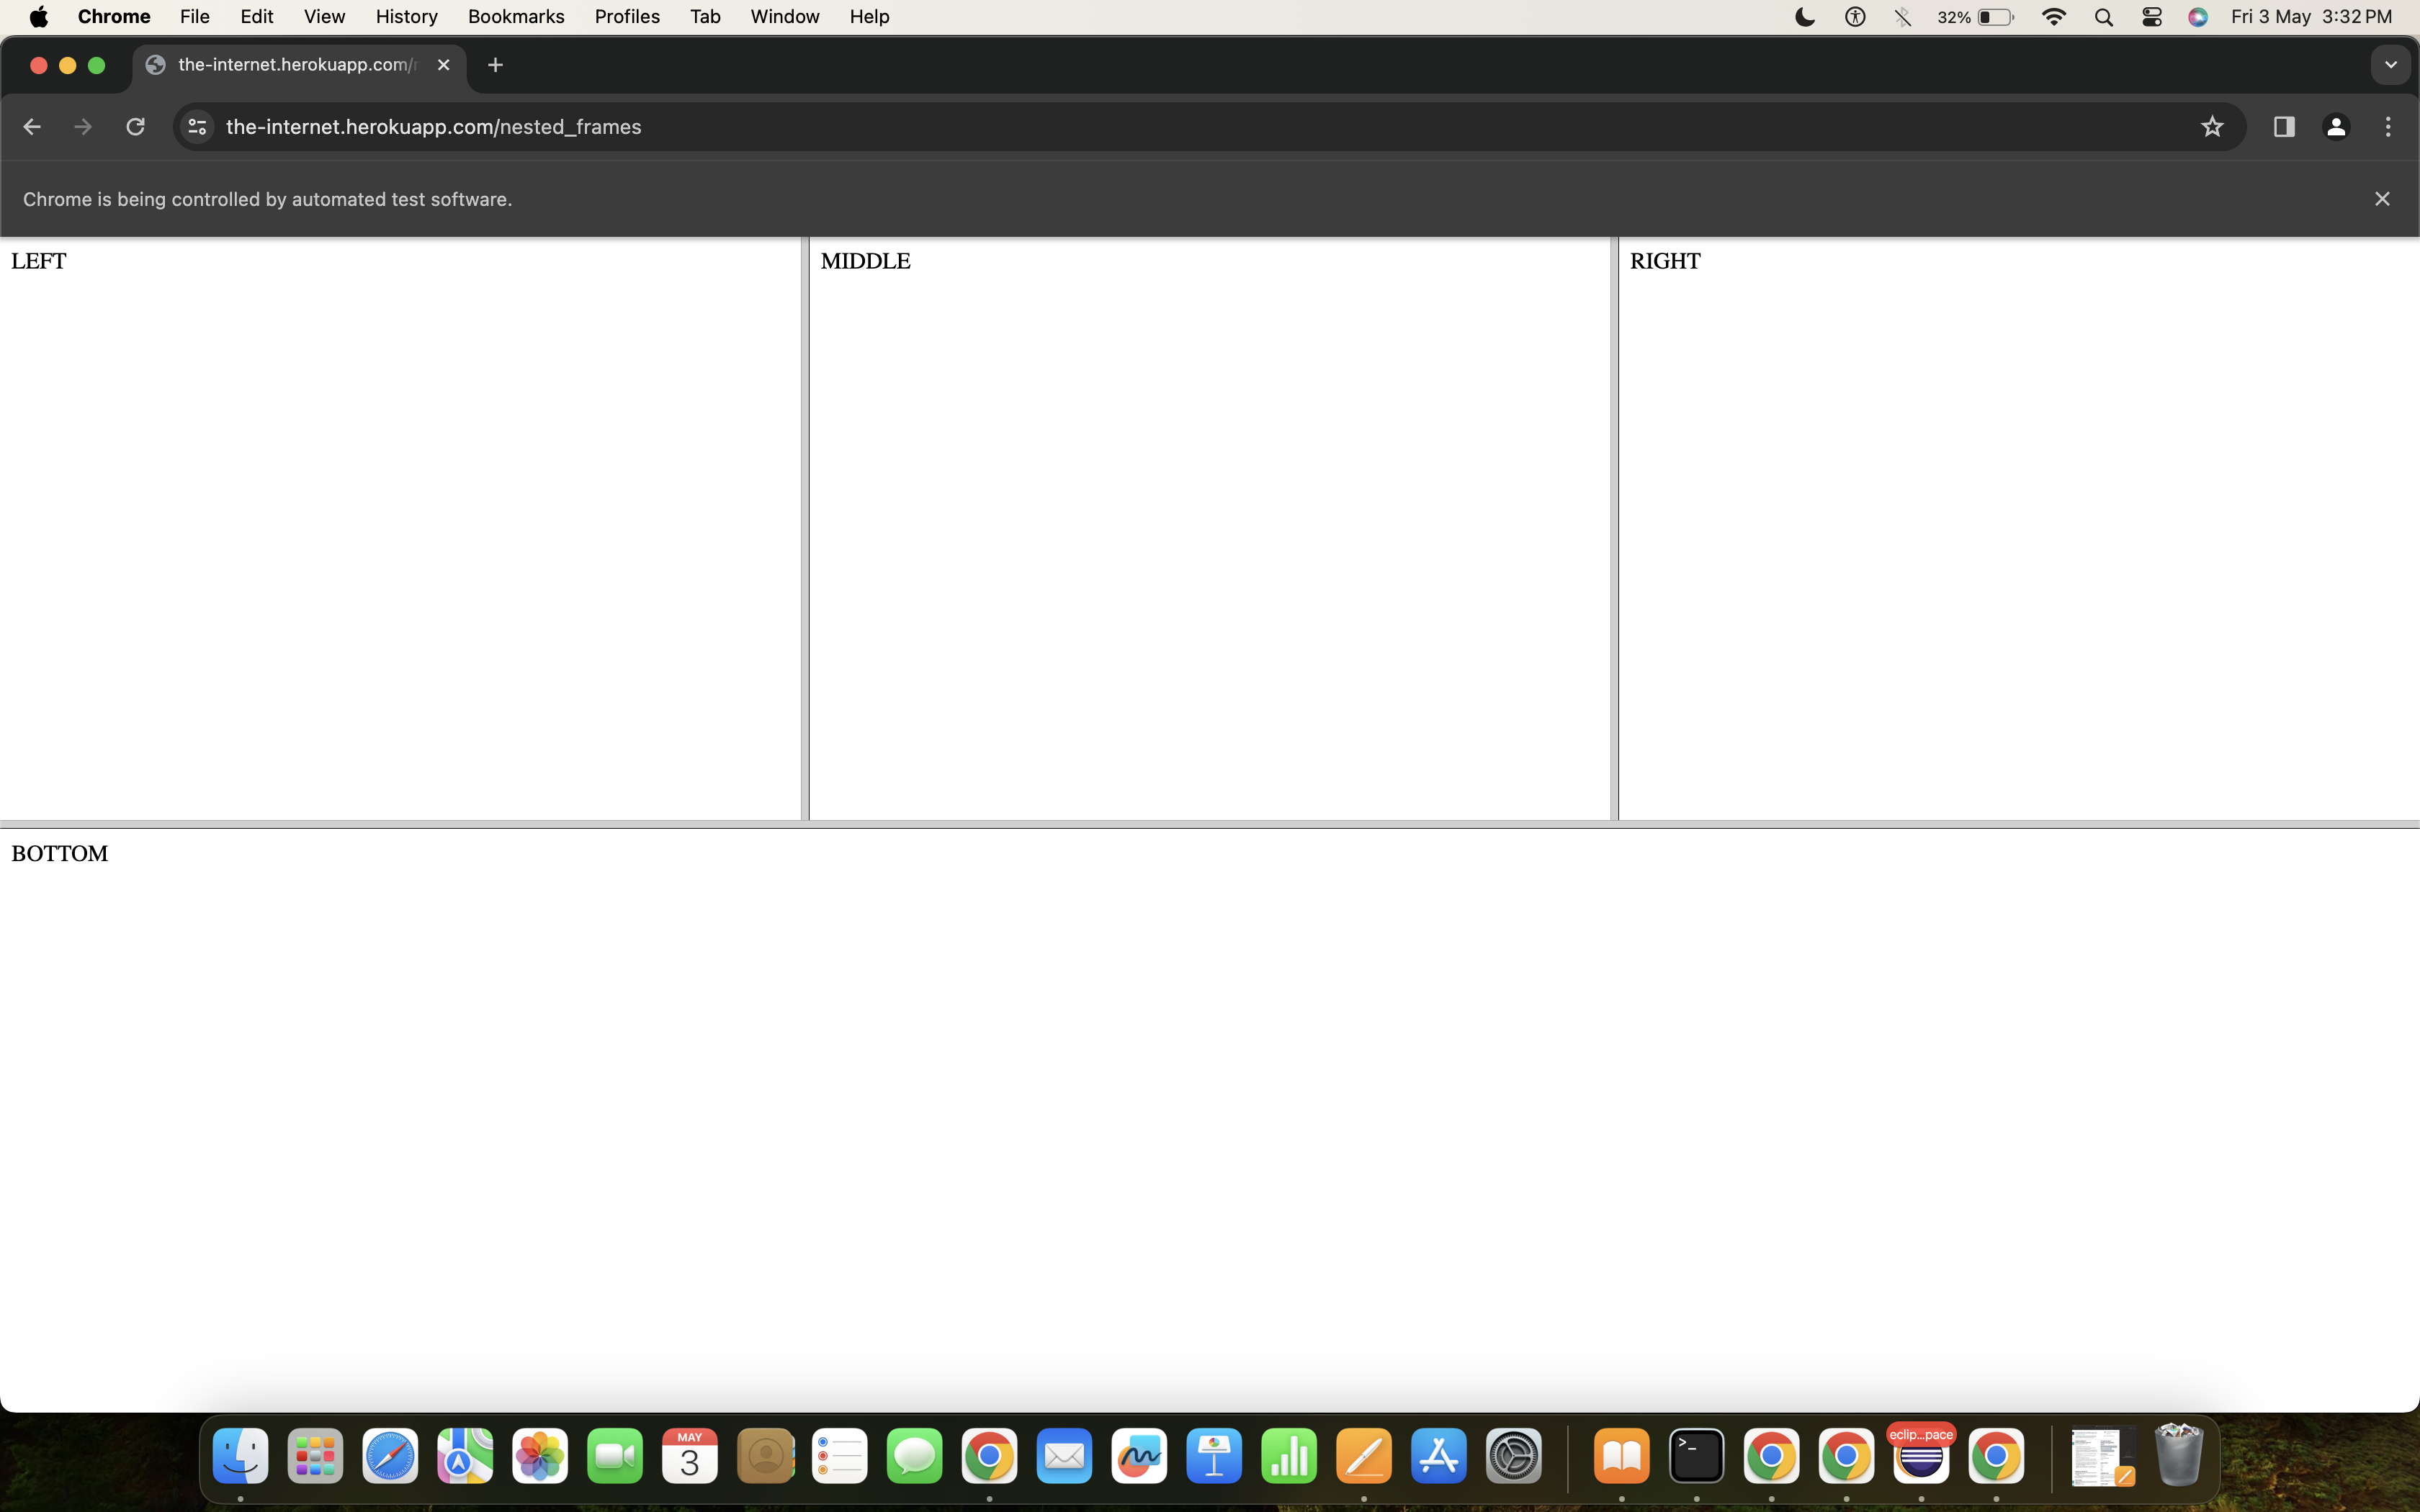 Chrome File Edit View History Bookmarks Profiles Tab Window Help 32% Fri 3 May 3:32 PM
the-internet.herokuapp.com/
the-internet.herokuapp.com/nested_frames
Chrome is being controlled by automated test software.
LEFT MIDDLE RIGHT
BOTTOM
MAY
3
eclip...pace